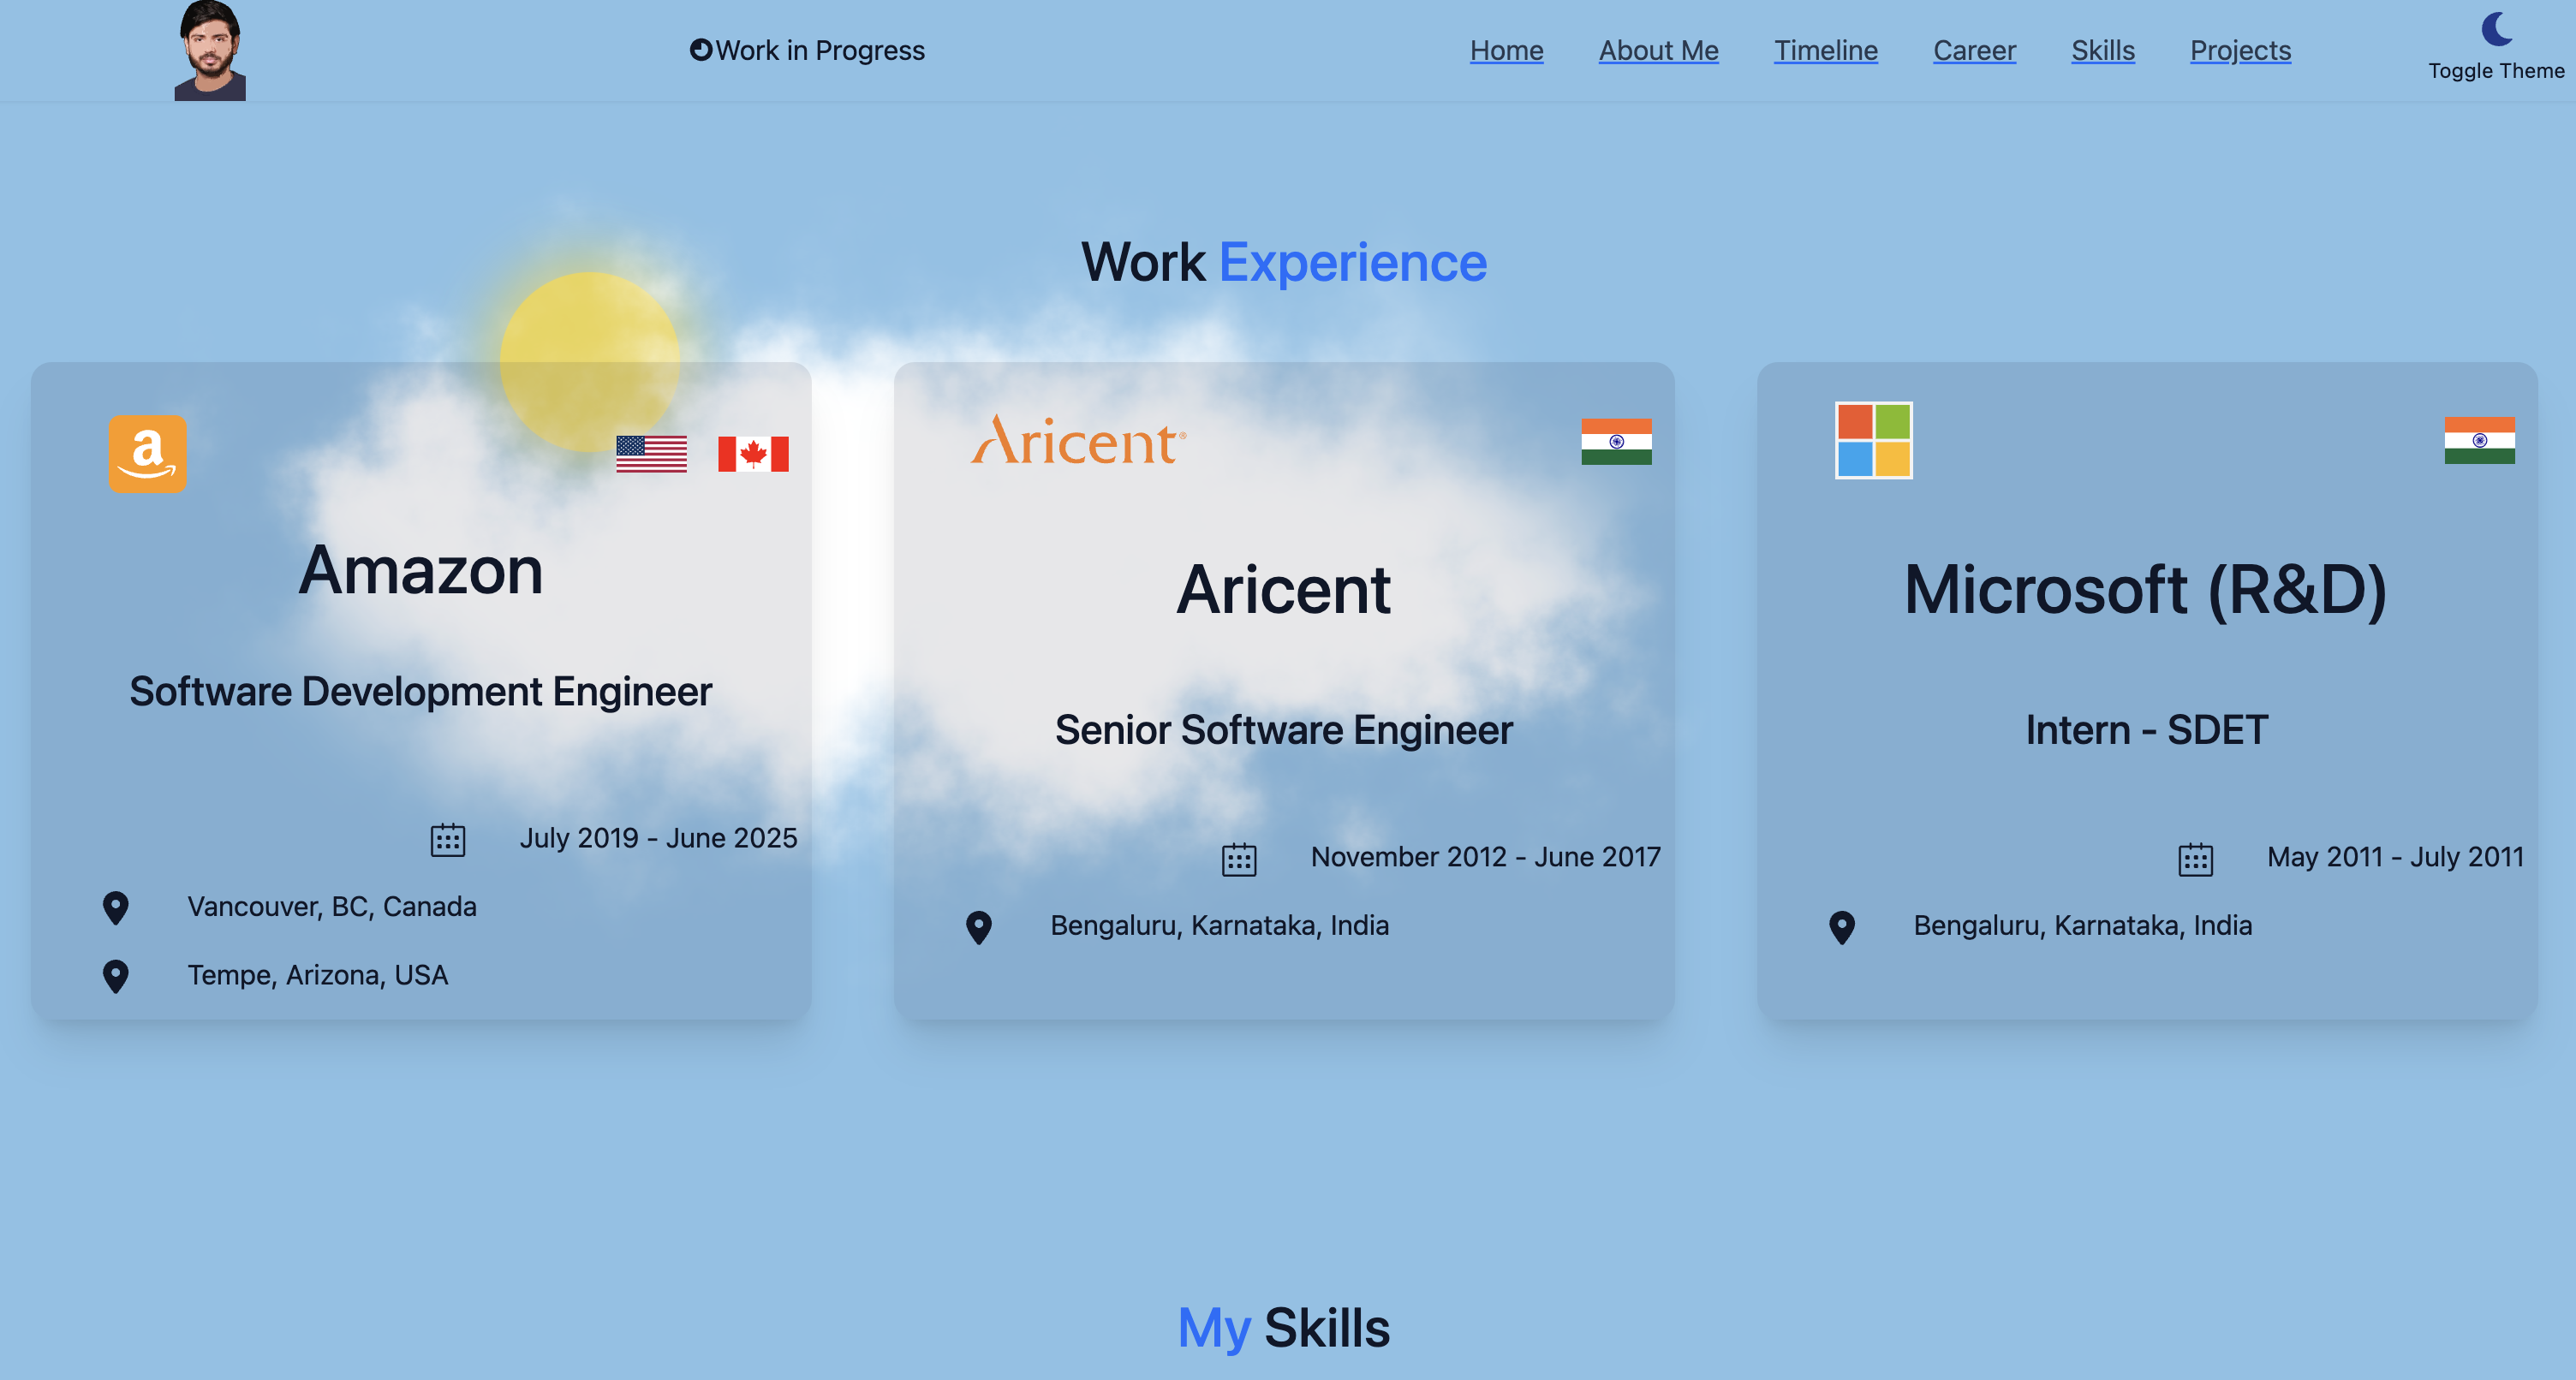 Work in Progress
Home
About Me
Timeline
Career
Skills
Projects
Toggle Theme
Work Experience
a
Amazon
Software Development Engineer
July 2019 - June 2025
Vancouver, BC, Canada
Tempe, Arizona, USA
Aricent®
Aricent
Senior Software Engineer
November 2012 - June 2017
Bengaluru, Karnataka, India
Microsoft (R&D)
Intern - SDET
May 2011 - July 2011
Bengaluru, Karnataka, India
My Skills